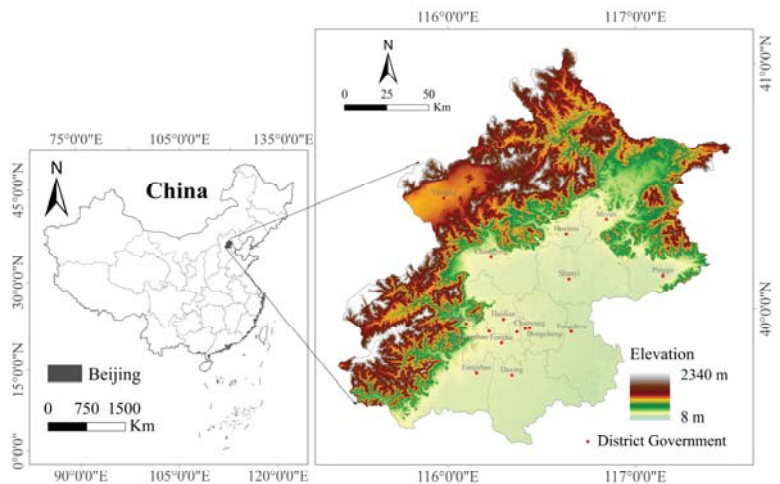 116°0'0"E 117°0'0"E
N
0 25 50
Km
41°0'0"N
40°0'0"N
75°0'0"E 105°0'0"E 135°0'0"E
N
China
45°0'0"N
30°0'0"N
15°0'0"N
0°0'0"
Beijing
0 750 1500
Km
90°0'0"E 105°0'0"E 120°0'0"E
Miyun
Huairou
Shunyi
Pinggu
Haidian
Chaoyang
Dongcheng
Tongzhou
Fengtai
Fangshan
Daxing
Elevation
2340 m
8 m
District Government
116°0'0"E 117°0'0"E